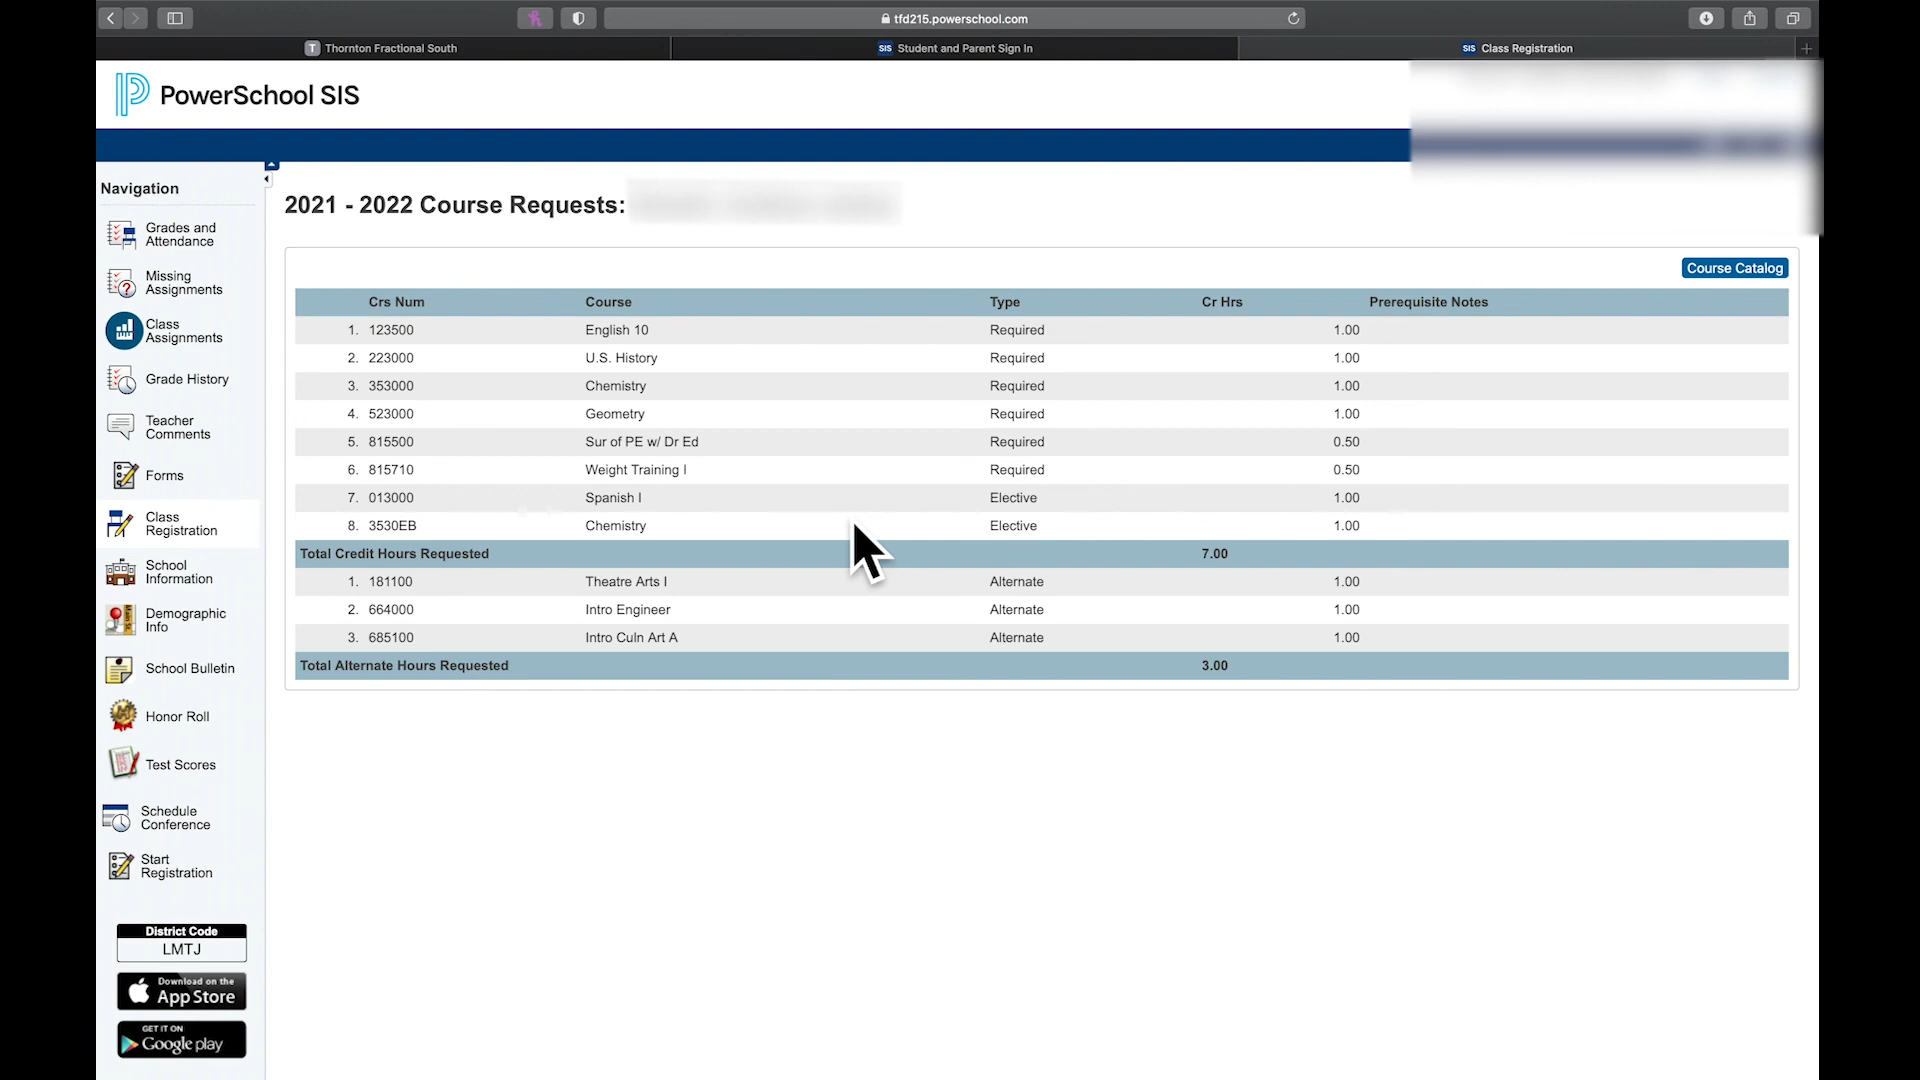 tfd215.powerschool.com
T Thornton Fractional South
SIS Student and Parent Sign In
SIS Class Registration
PowerSchool SIS
Navigation
Grades and
Attendance
Missing
Assignments
Class
Assignments
Grade History
Teacher
Comments
Forms
Class
Registration
School
Information
Demographic
Info
School Bulletin
Honor Roll
Test Scores
Schedule
Conference
Start
Registration
District Code
LMTJ
Download on the
App Store
GET IT ON
Google play
2021 - 2022 Course Requests:
Course Catalog
Crs Num Course Type Cr Hrs Prerequisite Notes
1. 123500 English 10 Required 1.00
2. 223000 U.S. History Required 1.00
3. 353000 Chemistry Required 1.00
4. 523000 Geometry Required 1.00
5. 815500 Sur of PE w/ Dr Ed Required 0.50
6. 815710 Weight Training I Required 0.50
7. 013000 Spanish I Elective 1.00
8. 3530EB Chemistry Elective 1.00
Total Credit Hours Requested 7.00
1. 181100 Theatre Arts I Alternate 1.00
2. 664000 Intro Engineer Alternate 1.00
3. 685100 Intro Culn Art A Alternate 1.00
Total Alternate Hours Requested 3.00